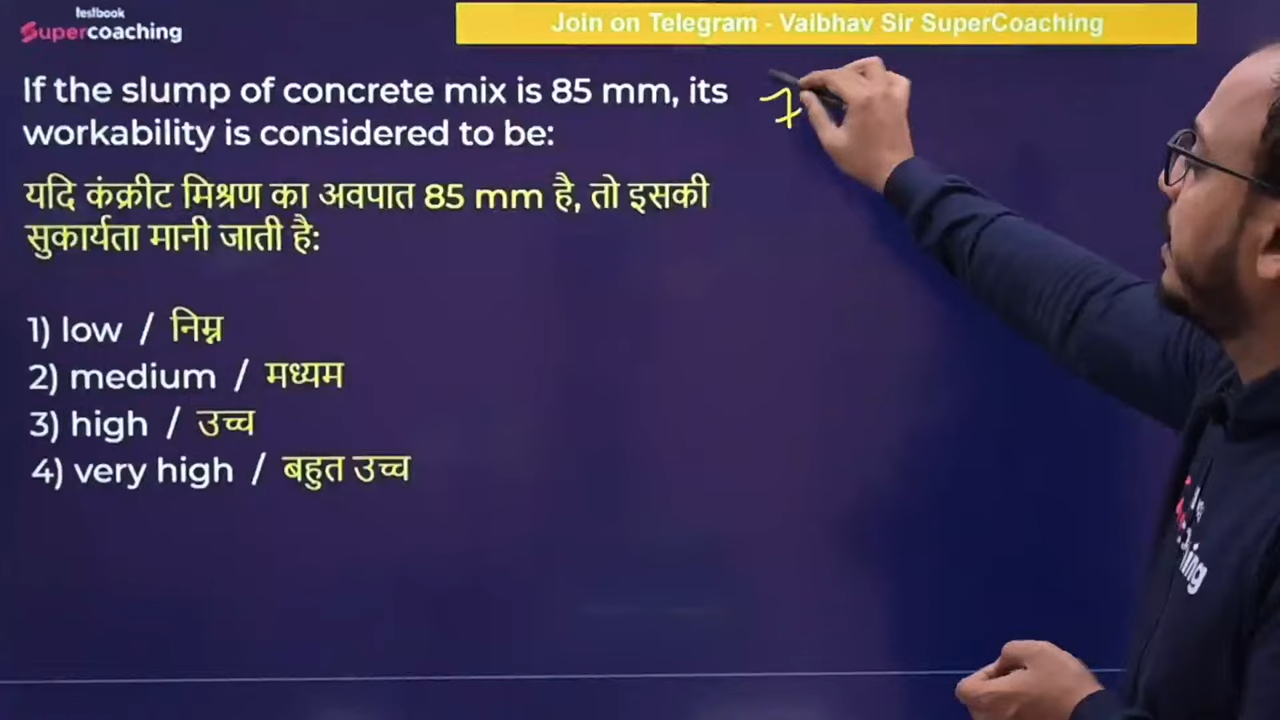 testbook
Supercoaching
Join on Telegram - Vaibhav Sir SuperCoaching
If the slump of concrete mix is 85 mm, its
workability is considered to be:
7
यदि कंक्रीट मिश्रण का अवपात 85 mm है, तो इसकी
सुकार्यता मानी जाती है:
1) low / निम्न
2) medium / मध्यम
3) high / उच्च
4) very high / बहुत उच्च